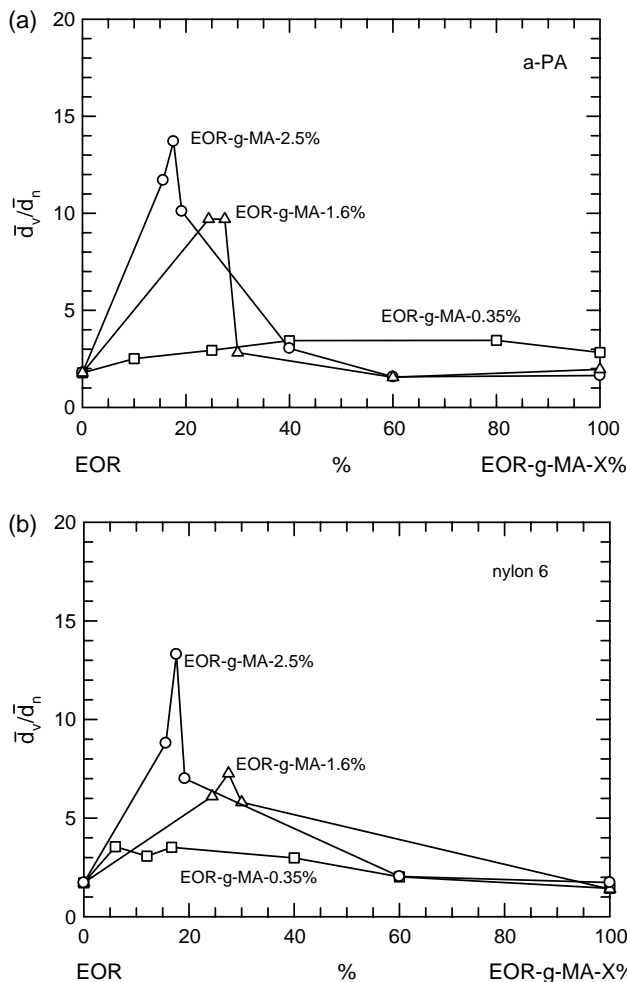 (a)
20
a-PA
15
EOR-g-MA-2.5%
EOR-g-MA-1.6%
d̄v/d̄n
10
EOR-g-MA-0.35%
5
0
0 20 40 60 80 100
EOR % EOR-g-MA-X%
(b)
20
nylon 6
15
EOR-g-MA-2.5%
d̄v/d̄n
10
EOR-g-MA-1.6%
5
EOR-g-MA-0.35%
0
0 20 40 60 80 100
EOR % EOR-g-MA-X%